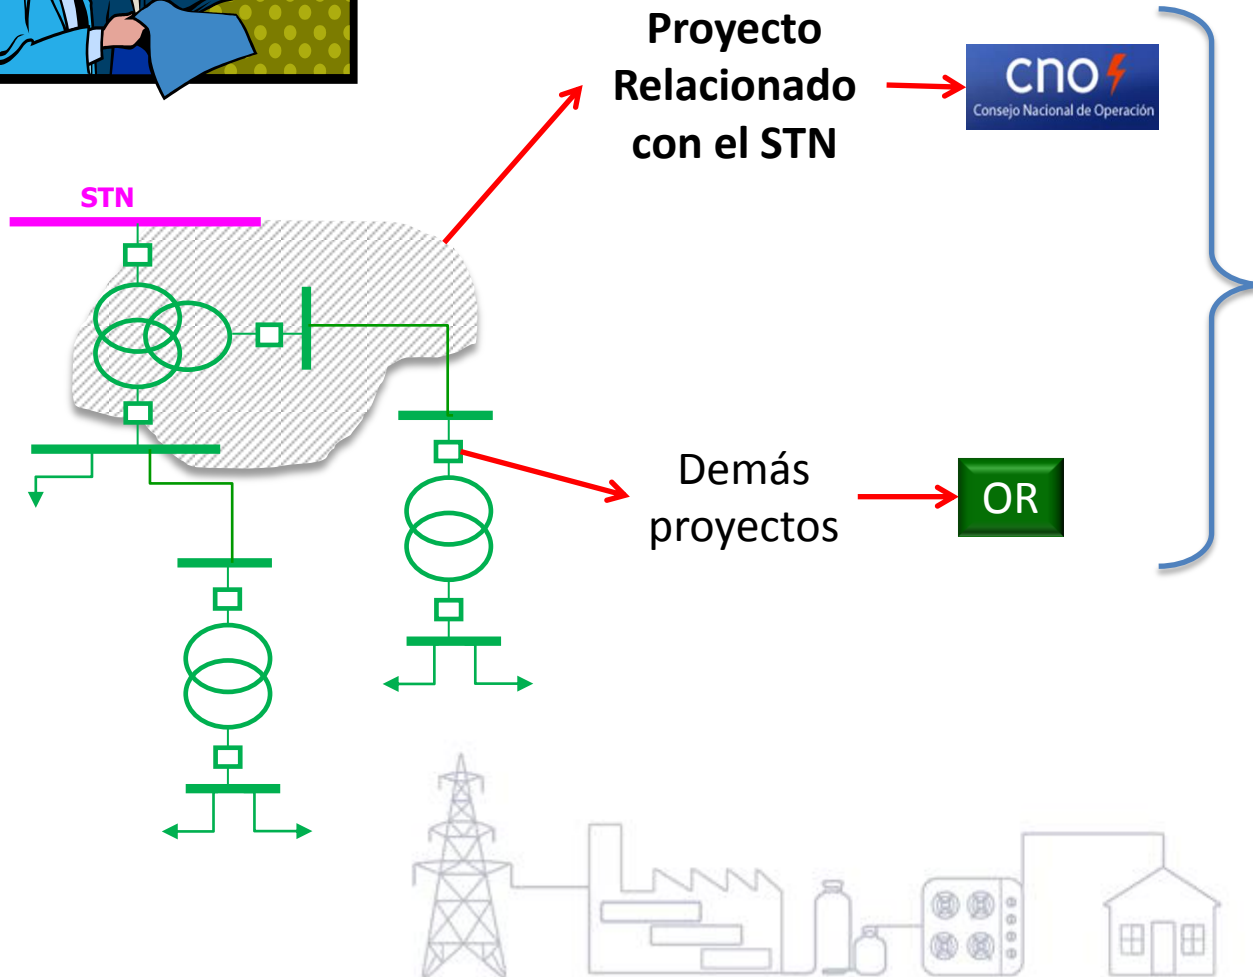 Proyecto
Relacionado
con el STN
cno
Consejo Nacional de Operación
STN
Demás
proyectos
OR